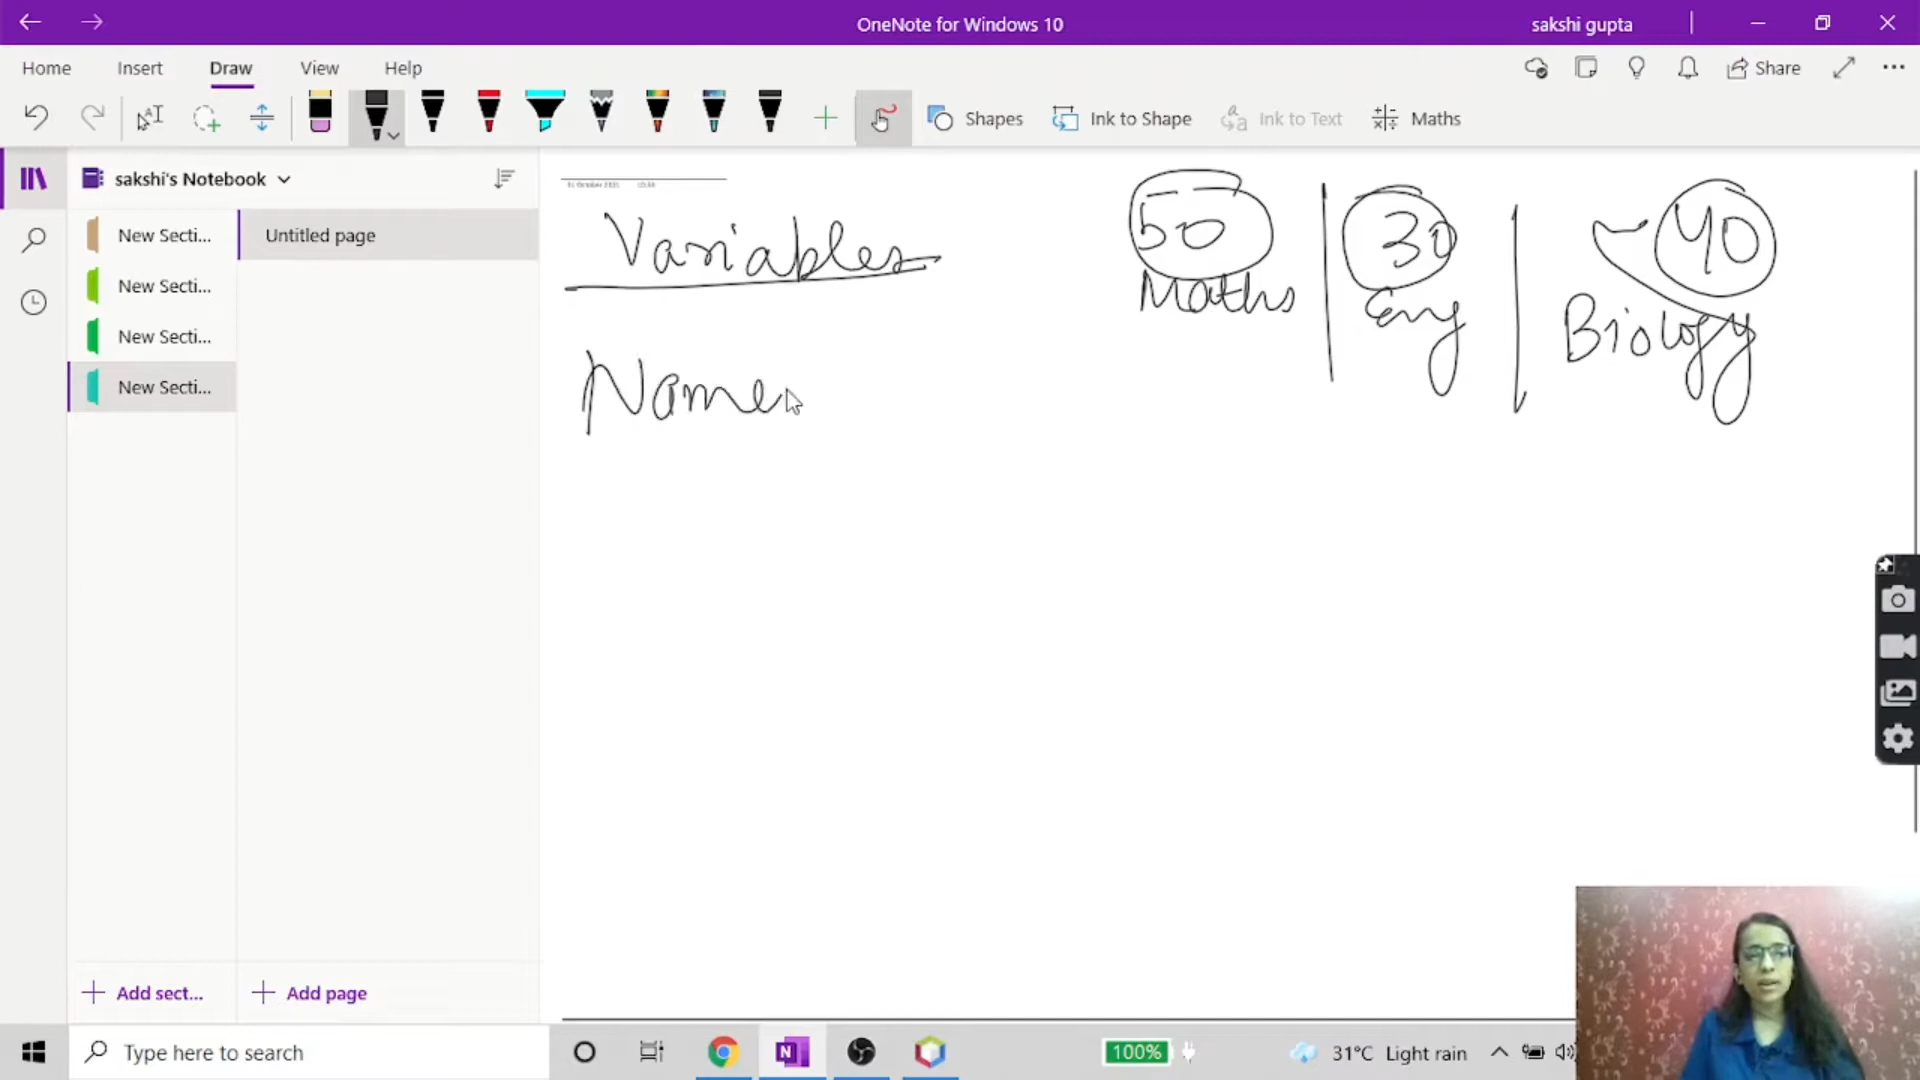 OneNote for Windows 10
sakshi gupta
Home Insert Draw View Help
Share
Shapes Ink to Shape Ink to Text Maths
sakshi's Notebook
New Secti...
New Secti...
New Secti...
New Secti...
Untitled page
Variables
50 30 40
Maths Eng Biology
Name
Add sect... Add page
Type here to search
100%
31°C Light rain